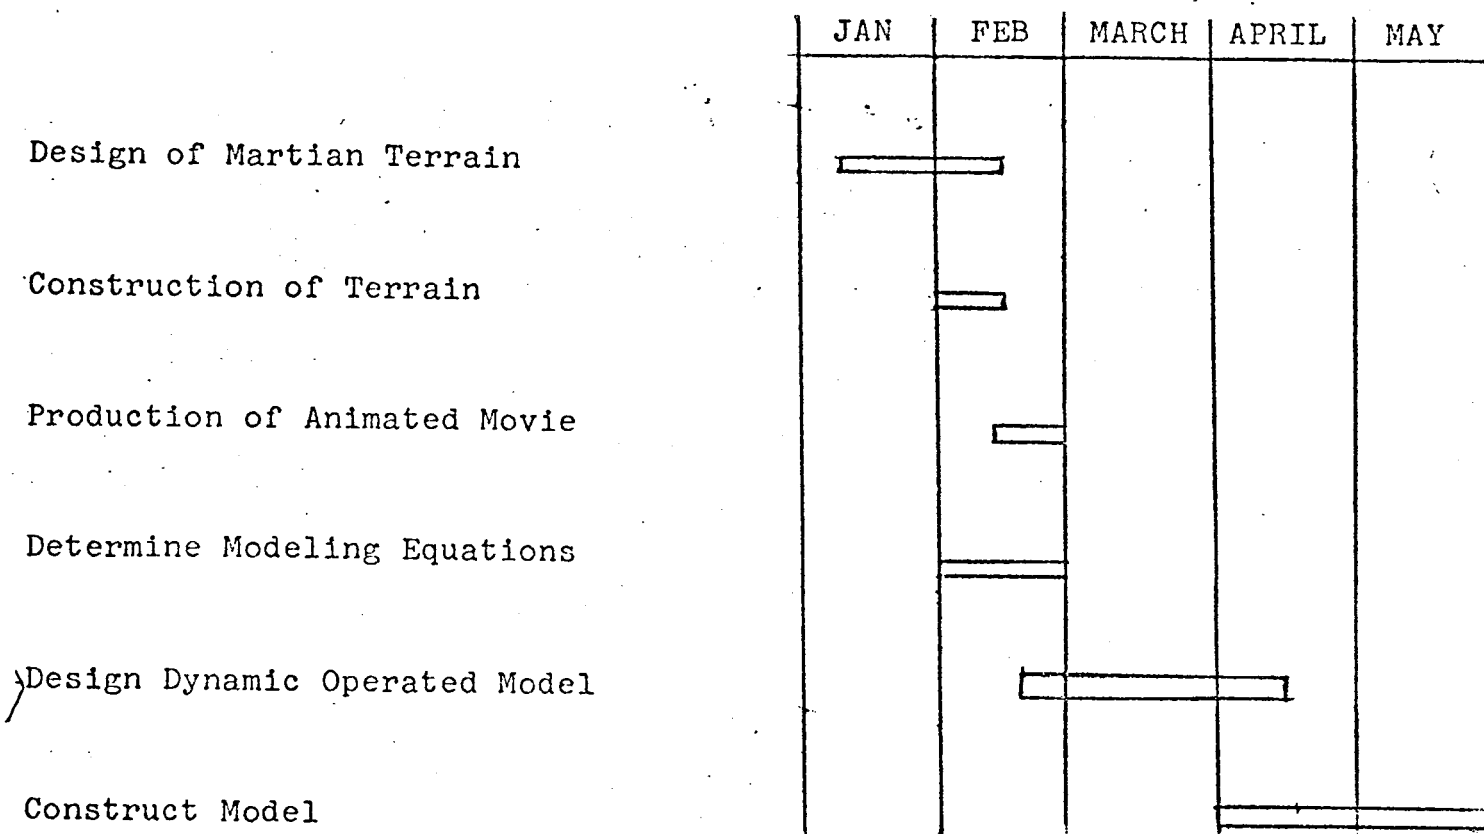 JAN FEB MARCH APRIL MAY
Design of Martian Terrain
Construction of Terrain
Production of Animated Movie
Determine Modeling Equations
Design Dynamic Operated Model
Construct Model